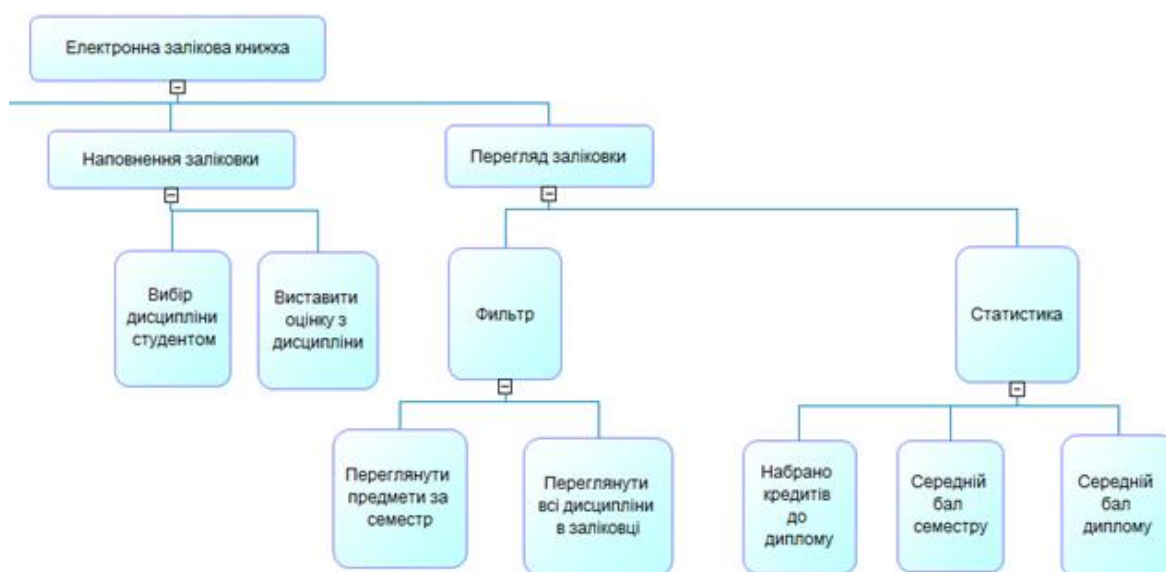 Електронна залікова книжка
Наповнення заліковки
Перегляд заліковки
Вибір
дисципліни
студентом
Виставити
оцінку з
дисципліни
Фильтр
Статистика
Переглянути
предмети за
семестр
Переглянути
всі дисципліни
в заліковці
Набрано
кредитів
до
диплому
Середній
бал
семестру
Середній
бал
диплому